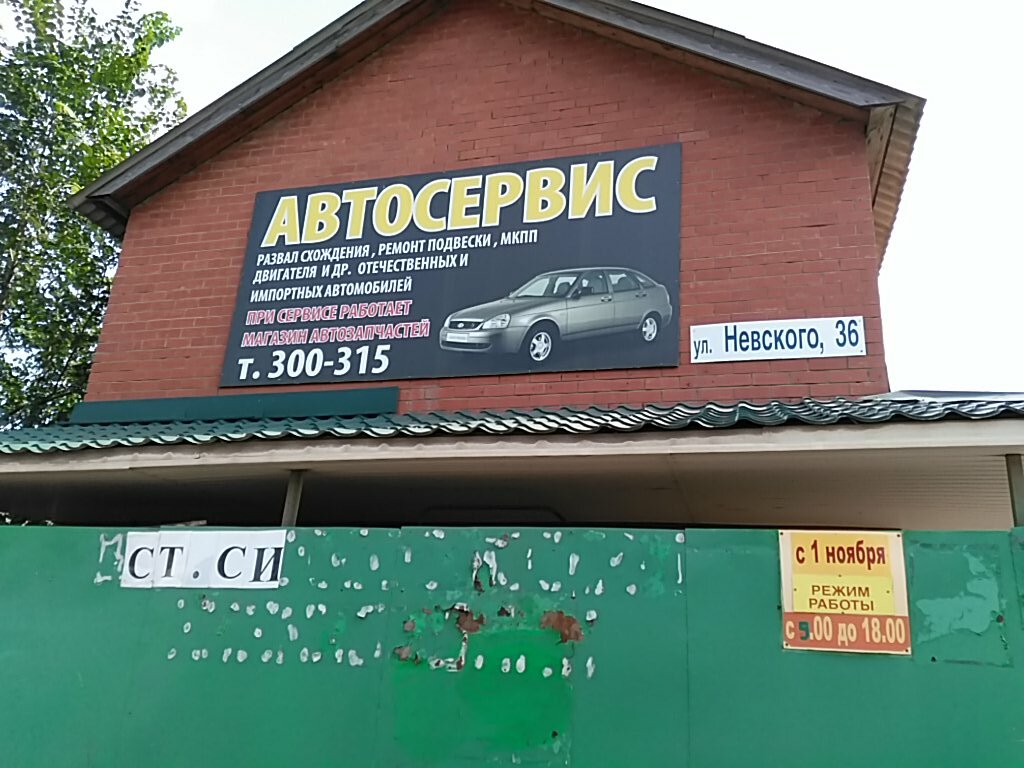 АВТОСЕРВИС
РАЗВАЛ СХОЖДЕНИЯ , РЕМОНТ ПОДВЕСКИ , МКПП
ДВИГАТЕЛЯ И ДР. ОТЕЧЕСТВЕННЫХ И
ИМПОРТНЫХ АВТОМОБИЛЕЙ
ПРИ СЕРВИСЕ РАБОТАЕТ
МАГАЗИН АВТОЗАПЧАСТЕЙ
т. 300-315
ул. Невского, 36
СТ.СИ
с 1 ноября
РЕЖИМ
РАБОТЫ
с 9.00 до 18.00